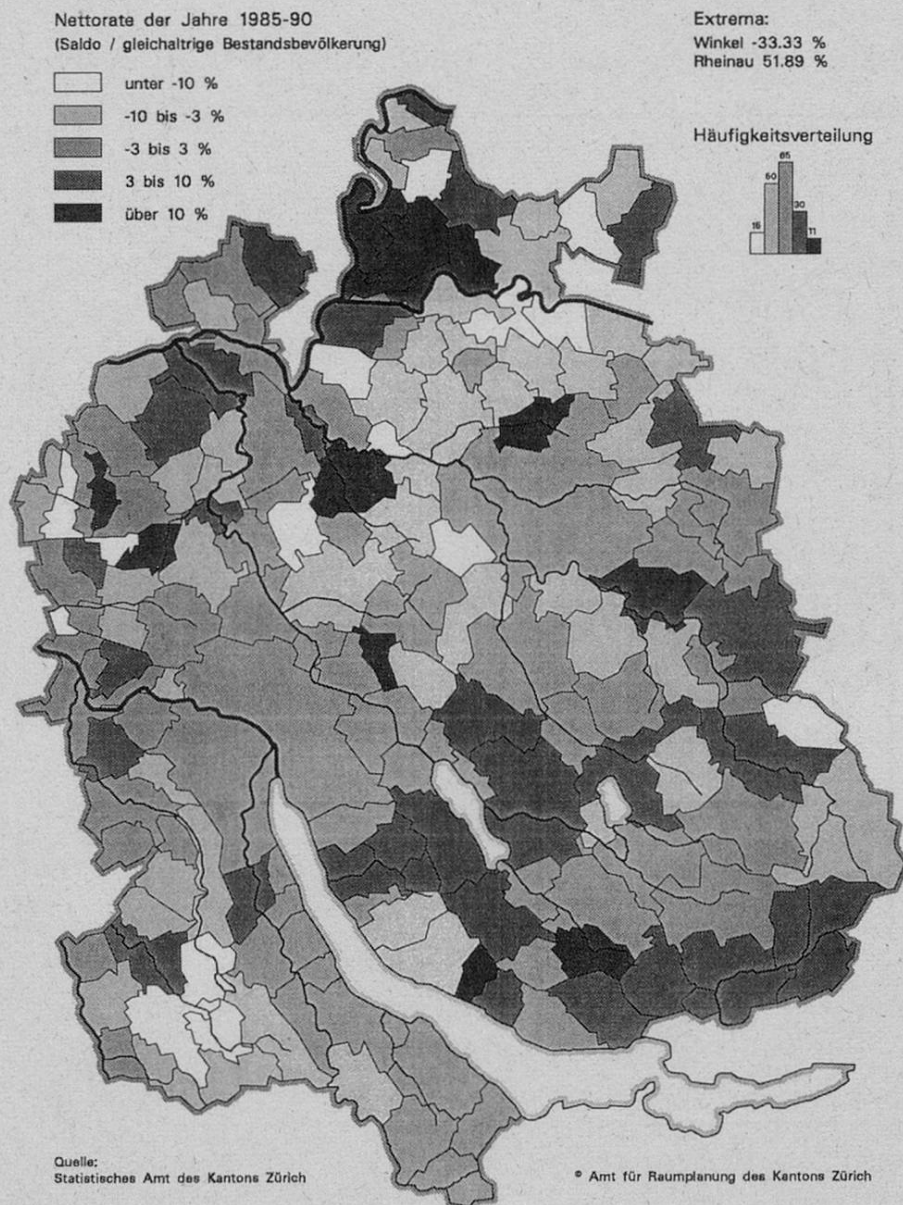 Nettorate der Jahre 1985-90
(Saldo / gleichaltrige Bestandsbevölkerung)
unter -10 %
-10 bis -3 %
-3 bis 3 %
3 bis 10 %
über 10 %
Extrema:
Winkel -33.33 %
Rheinau 51.89 %
Häufigkeitsverteilung
15
50
65
30
11
Quelle:
Statistisches Amt des Kantons Zürich
© Amt für Raumplanung des Kantons Zürich